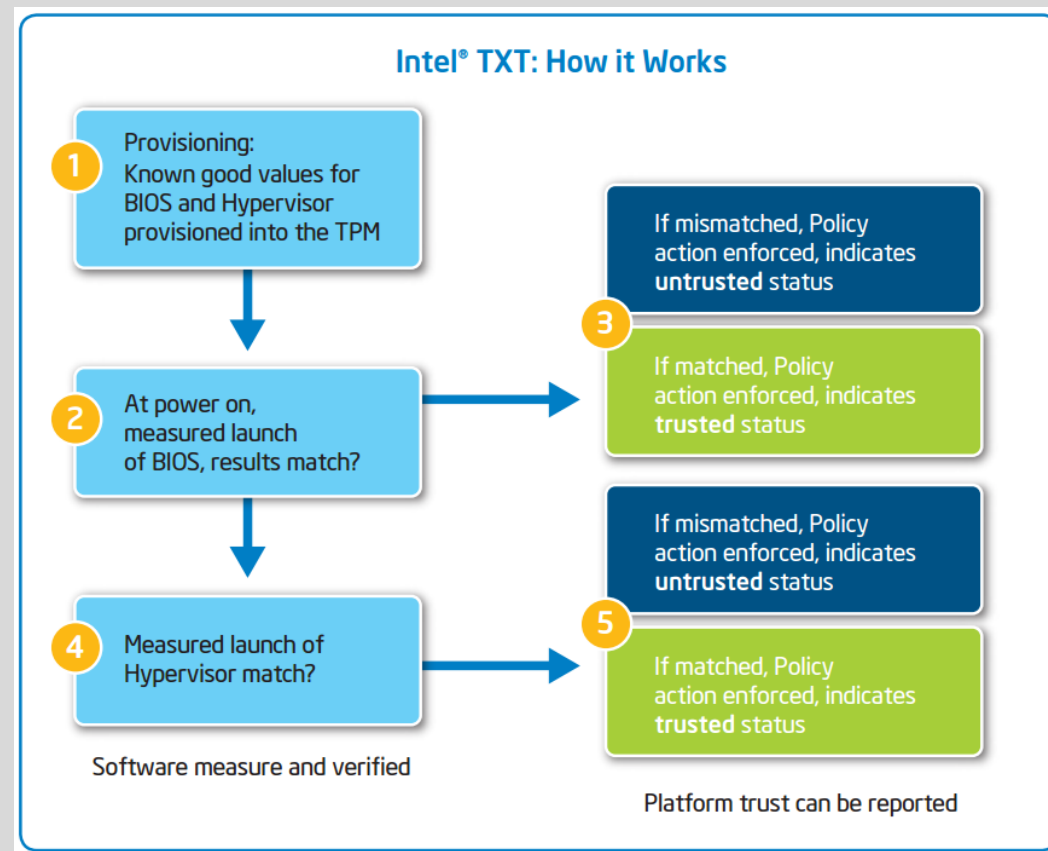 Intel® TXT: How it Works
1
Provisioning:
Known good values for
BIOS and Hypervisor
provisioned into the TPM
2
At power on,
measured launch
of BIOS, results match?
3
If mismatched, Policy
action enforced, indicates
untrusted status
If matched, Policy
action enforced, indicates
trusted status
4
Measured launch of
Hypervisor match?
5
If mismatched, Policy
action enforced, indicates
untrusted status
If matched, Policy
action enforced, indicates
trusted status
Software measure and verified
Platform trust can be reported